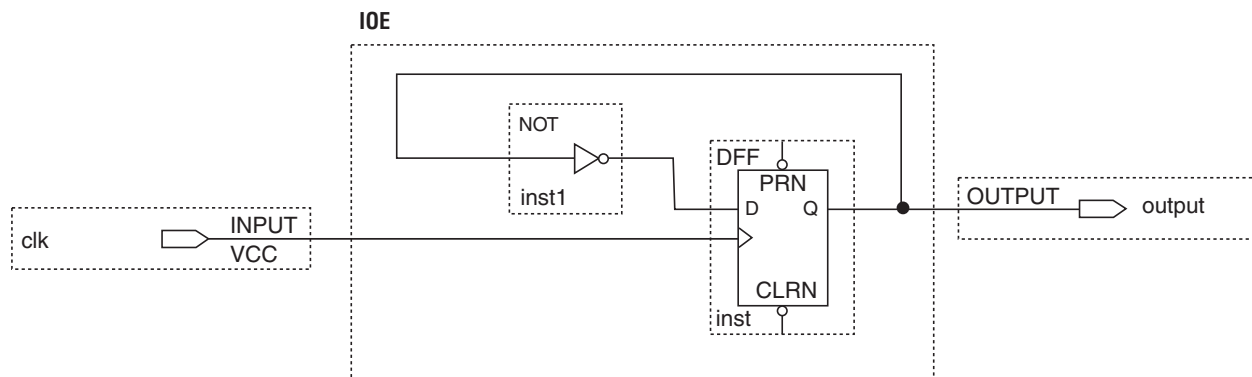 IOE
NOT
inst1
DFF
PRN
D
Q
CLRN
inst
clk
INPUT
VCC
OUTPUT
output